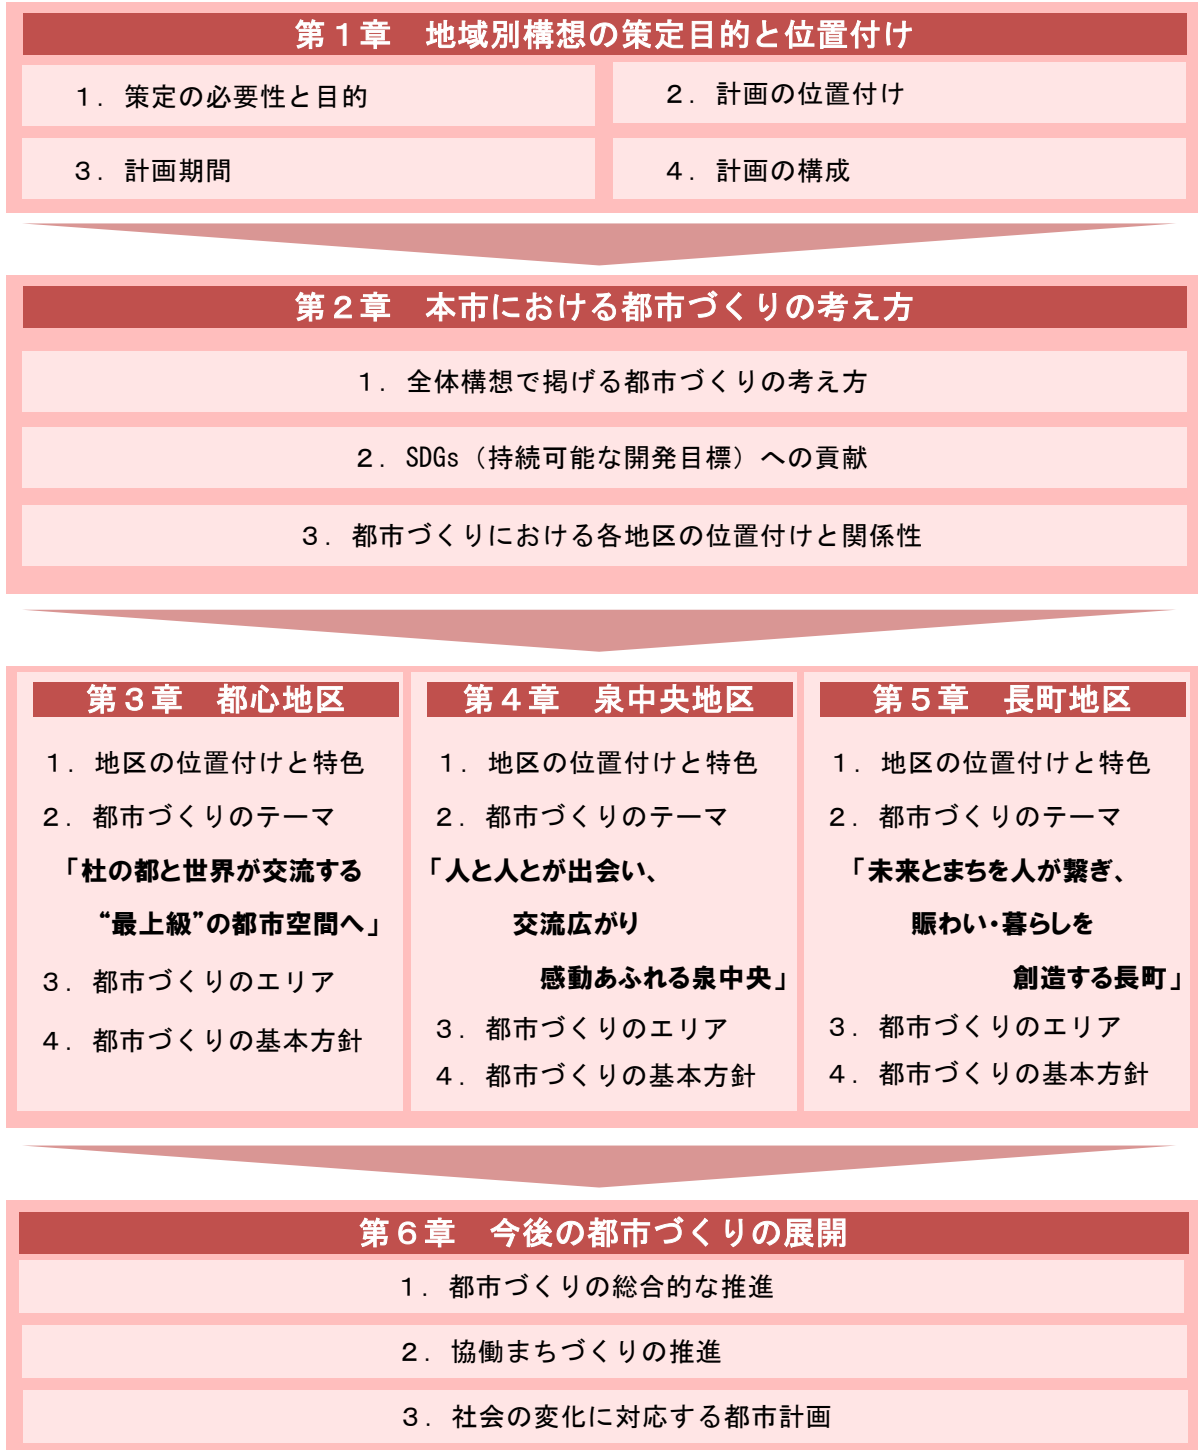 第１章　地域別構想の策定目的と位置付け
１．策定の必要性と目的
２．計画の位置付け
３．計画期間
４．計画の構成
第２章　本市における都市づくりの考え方
１．全体構想で掲げる都市づくりの考え方
２．SDGs（持続可能な開発目標）への貢献
３．都市づくりにおける各地区の位置付けと関係性
第３章　都心地区
１．地区の位置付けと特色
２．都市づくりのテーマ
「杜の都と世界が交流する
“最上級”の都市空間へ」
３．都市づくりのエリア
４．都市づくりの基本方針
第４章　泉中央地区
１．地区の位置付けと特色
２．都市づくりのテーマ
「人と人とが出会い、
交流広がり
感動あふれる泉中央」
３．都市づくりのエリア
４．都市づくりの基本方針
第５章　長町地区
１．地区の位置付けと特色
２．都市づくりのテーマ
「未来とまちを人が繋ぎ、
賑わい・暮らしを
創造する長町」
３．都市づくりのエリア
４．都市づくりの基本方針
第６章　今後の都市づくりの展開
１．都市づくりの総合的な推進
２．協働まちづくりの推進
３．社会の変化に対応する都市計画